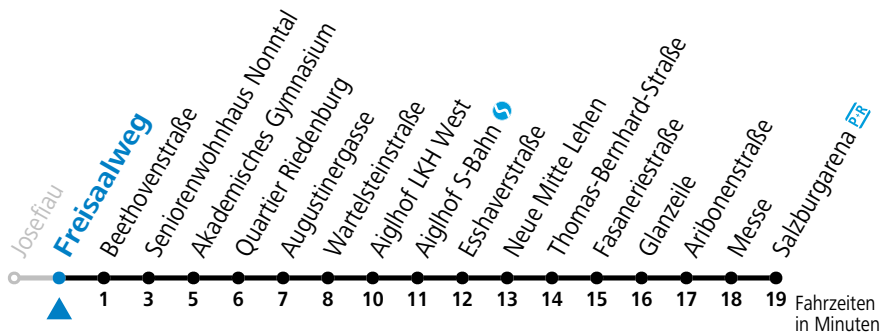 Josefiau
Freisaalweg
Beethovenstraße
Seniorenwohnhaus Nonntal
Akademisches Gymnasium
Quartier Riedenburg
Augustinergasse
Wartelsteinstraße
Aiglhof LKH West
Aiglhof S-Bahn
Esshaverstraße
Neue Mitte Lehen
Thomas-Bernhard-Straße
Fasaneriestraße
Glanzeile
Aribonenstraße
Messe
Salzburgarena P+R
1 3 5 6 7 8 10 11 12 13 14 15 16 17 18 19
Fahrzeiten
in Minuten